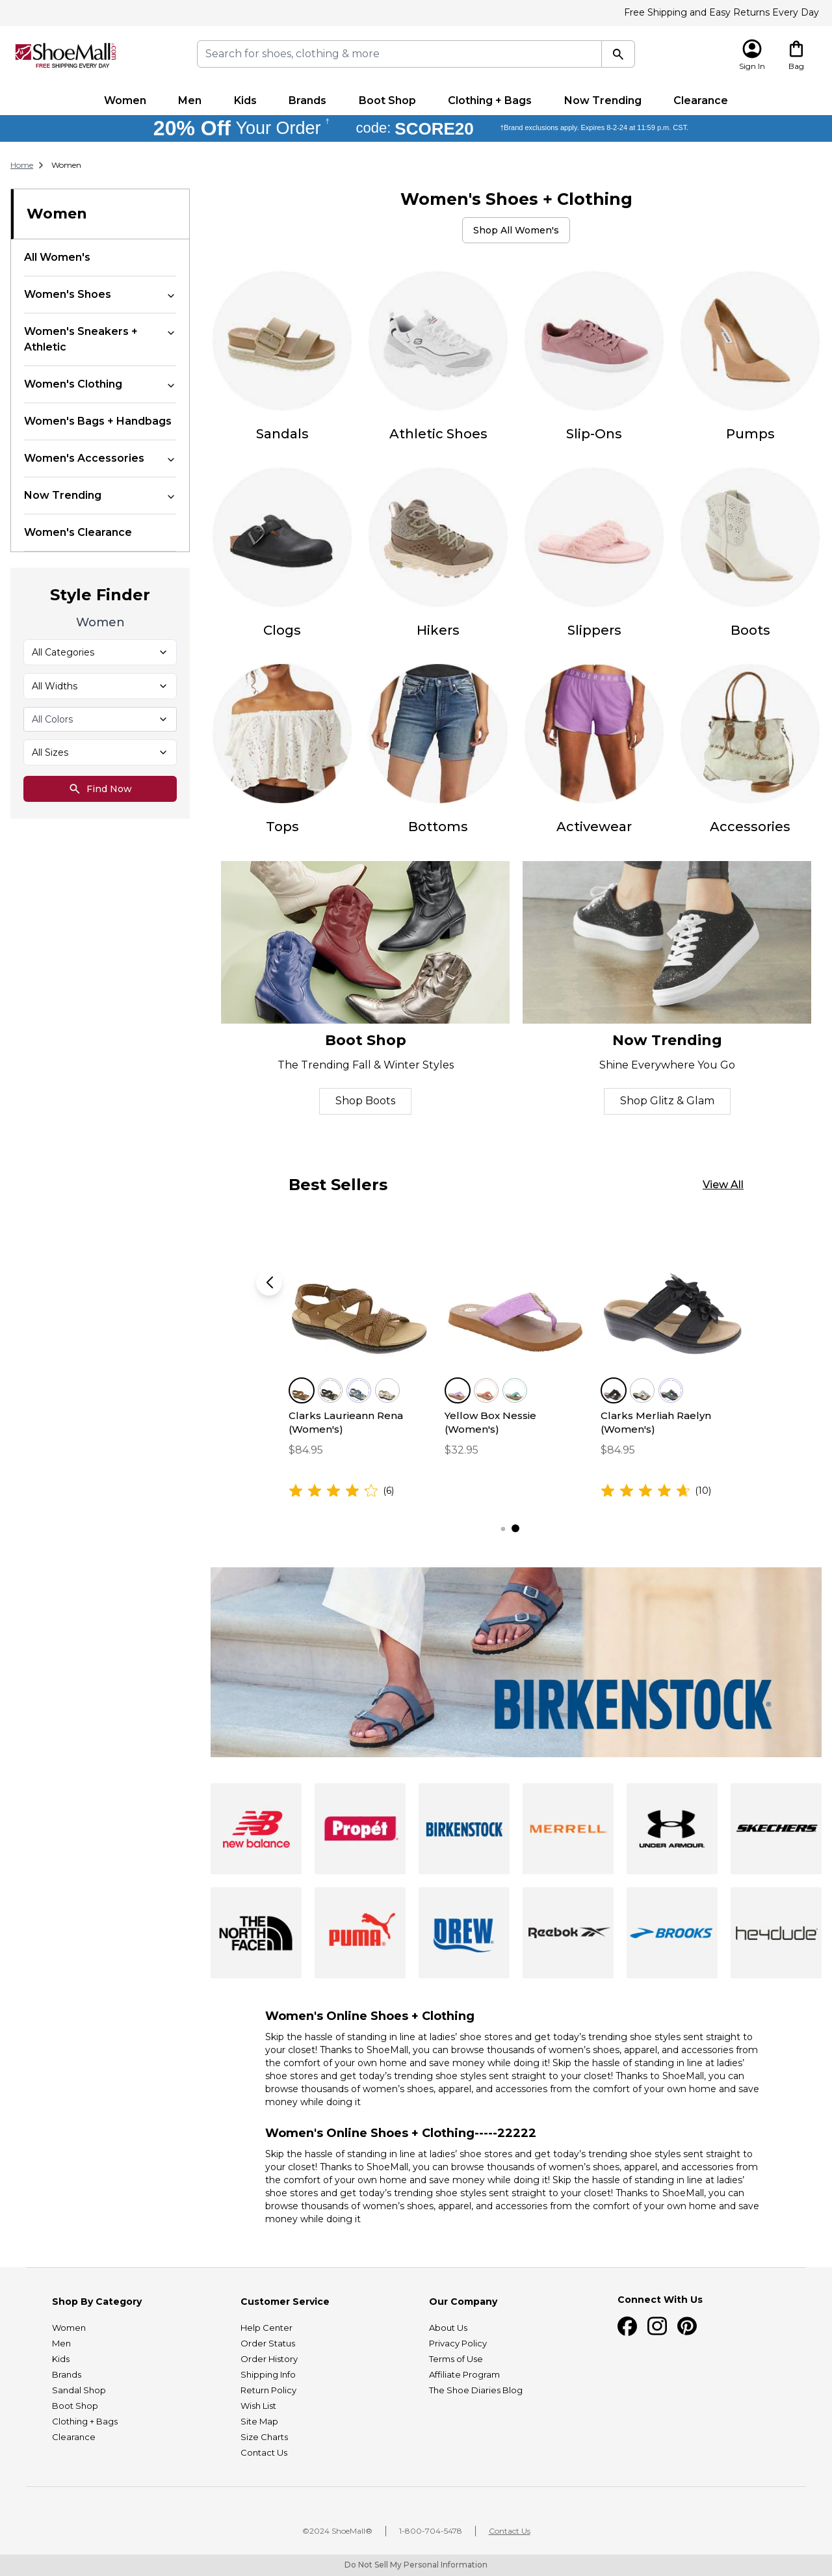 Free Shipping and Easy Returns Every Day
ShoeMall.com
FREE SHIPPING EVERY DAY
Search for shoes, clothing & more
Sign In
Bag
Women Men Kids Brands Boot Shop Clothing + Bags Now Trending Clearance
20% Off Your Order † code: SCORE20 †Brand exclusions apply. Expires 8-2-24 at 11:59 p.m. CST.
Home > Women
Women
All Women's
Women's Shoes
Women's Sneakers +
Athletic
Women's Clothing
Women's Bags + Handbags
Women's Accessories
Now Trending
Women's Clearance
Style Finder
Women
All Categories
All Widths
All Colors
All Sizes
Find Now
Women's Shoes + Clothing
Shop All Women's
Sandals
Athletic Shoes
Slip-Ons
Pumps
Clogs
Hikers
Slippers
Boots
Tops
Bottoms
Activewear
Accessories
Boot Shop
The Trending Fall & Winter Styles
Shop Boots
Now Trending
Shine Everywhere You Go
Shop Glitz & Glam
Best Sellers
View All
Clarks Laurieann Rena
(Women's)
$84.95
(6)
Yellow Box Nessie
(Women's)
$32.95
Clarks Merliah Raelyn
(Women's)
$84.95
(10)
BIRKENSTOCK®
new balance
Propét
BIRKENSTOCK
MERRELL
UNDER ARMOUR
SKECHERS
THE
NORTH
FACE
PUMA
DREW
Reebok
BROOKS
heydude
Women's Online Shoes + Clothing
Skip the hassle of standing in line at ladies' shoe stores and get today's trending shoe styles sent straight to
your closet! Thanks to ShoeMall, you can browse thousands of women's shoes, apparel, and accessories from
the comfort of your own home and save money while doing it! Skip the hassle of standing in line at ladies'
shoe stores and get today's trending shoe styles sent straight to your closet! Thanks to ShoeMall, you can
browse thousands of women's shoes, apparel, and accessories from the comfort of your own home and save
money while doing it
Women's Online Shoes + Clothing-----22222
Skip the hassle of standing in line at ladies' shoe stores and get today's trending shoe styles sent straight to
your closet! Thanks to ShoeMall, you can browse thousands of women's shoes, apparel, and accessories from
the comfort of your own home and save money while doing it! Skip the hassle of standing in line at ladies'
shoe stores and get today's trending shoe styles sent straight to your closet! Thanks to ShoeMall, you can
browse thousands of women's shoes, apparel, and accessories from the comfort of your own home and save
money while doing it
Shop By Category
Women
Men
Kids
Brands
Sandal Shop
Boot Shop
Clothing + Bags
Clearance
Customer Service
Help Center
Order Status
Order History
Shipping Info
Return Policy
Wish List
Site Map
Size Charts
Contact Us
Our Company
About Us
Privacy Policy
Terms of Use
Affiliate Program
The Shoe Diaries Blog
Connect With Us
©2024 ShoeMall® | 1-800-704-5478 | Contact Us
Do Not Sell My Personal Information